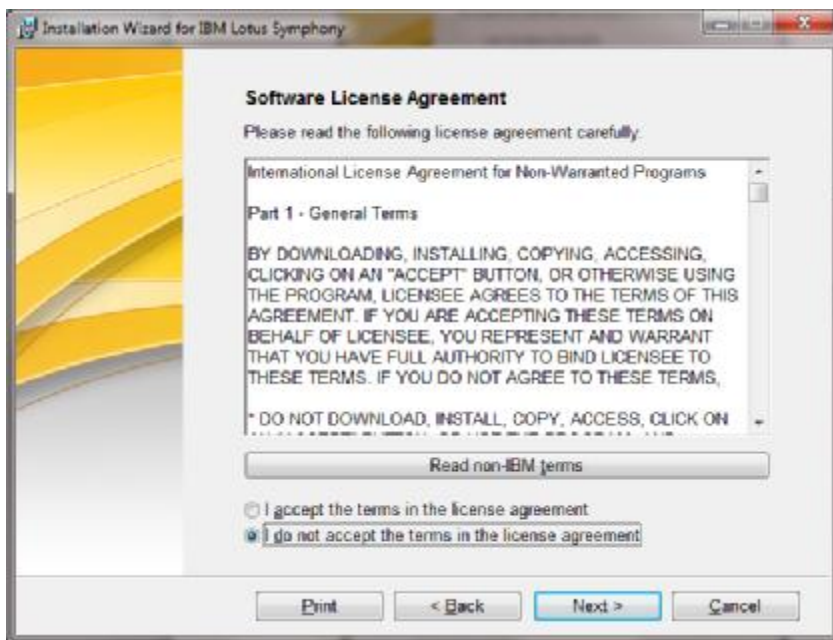 Installation Wizard for IBM Lotus Symphony
Software License Agreement
Please read the following license agreement carefully.
International License Agreement for Non-Warranted Programs
Part 1 - General Terms
BY DOWNLOADING, INSTALLING, COPYING, ACCESSING,
CLICKING ON AN "ACCEPT" BUTTON, OR OTHERWISE USING
THE PROGRAM, LICENSEE AGREES TO THE TERMS OF THIS
AGREEMENT. IF YOU ARE ACCEPTING THESE TERMS ON
BEHALF OF LICENSEE, YOU REPRESENT AND WARRANT
THAT YOU HAVE FULL AUTHORITY TO BIND LICENSEE TO
THESE TERMS. IF YOU DO NOT AGREE TO THESE TERMS,
* DO NOT DOWNLOAD, INSTALL, COPY, ACCESS, CLICK ON
Read non-IBM terms
I accept the terms in the license agreement
I do not accept the terms in the license agreement
Print
< Back
Next >
Cancel